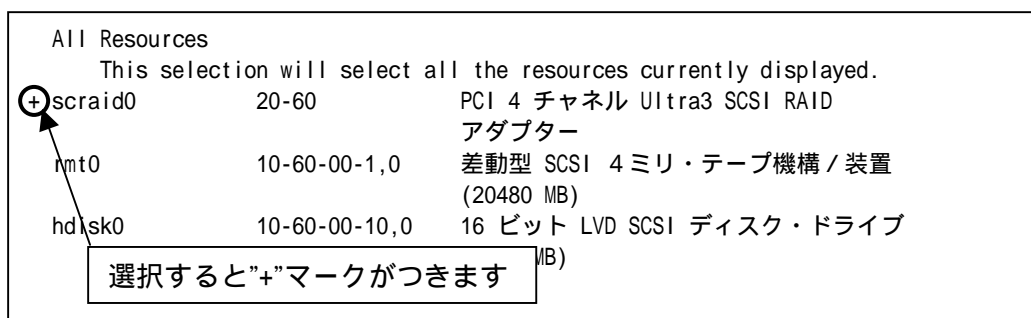 All Resources
This selection will select all the resources currently displayed.
+ scraid0 20-60 PCI 4 チャネル Ultra3 SCSI RAID
アダプター
rmt0 10-60-00-1,0 差動型 SCSI 4ミリ・テープ機構/装置
(20480 MB)
hdisk0 10-60-00-10,0 16 ビット LVD SCSI ディスク・ドライブ
MB)
選択すると"+"マークがつきます